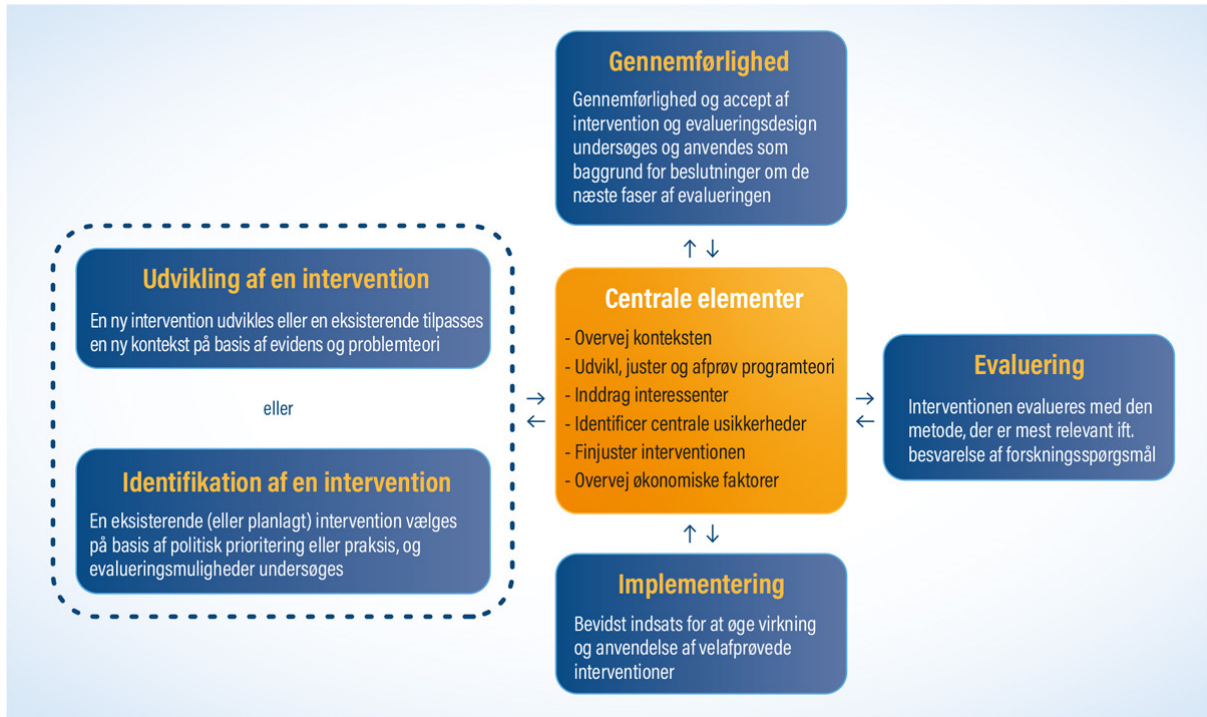 Gennemførlighed
Gennemførlighed og accept af
intervention og evalueringsdesign
undersøges og anvendes som
baggrund for beslutninger om de
næste faser af evalueringen
↑ ↓
Udvikling af en intervention
En ny intervention udvikles eller en eksisterende tilpasses
en ny kontekst på basis af evidens og problemteori
eller
Identifikation af en intervention
En eksisterende (eller planlagt) intervention vælges
på basis af politisk prioritering eller praksis, og
evalueringsmuligheder undersøges
→
←
Centrale elementer
- Overvej konteksten
- Udvikl, juster og afprøv programteori
- Inddrag interessenter
- Identificer centrale usikkerheder
- Finjuster interventionen
- Overvej økonomiske faktorer
→
←
Evaluering
Interventionen evalueres med den
metode, der er mest relevant ift.
besvarelse af forskningsspørgsmål
↑ ↓
Implementering
Bevidst indsats for at øge virkning
og anvendelse af velafprøvede
interventioner